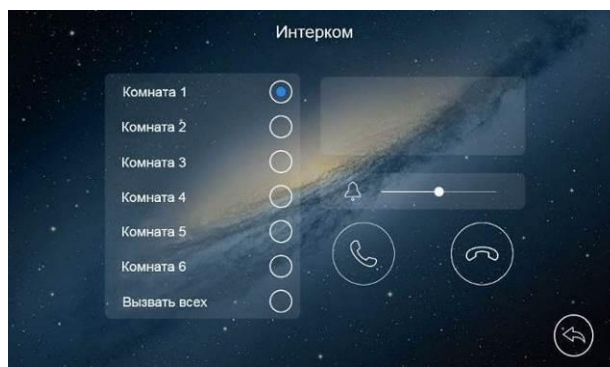 Интерком
Комната 1
Комната 2
Комната 3
Комната 4
Комната 5
Комната 6
Вызвать всех